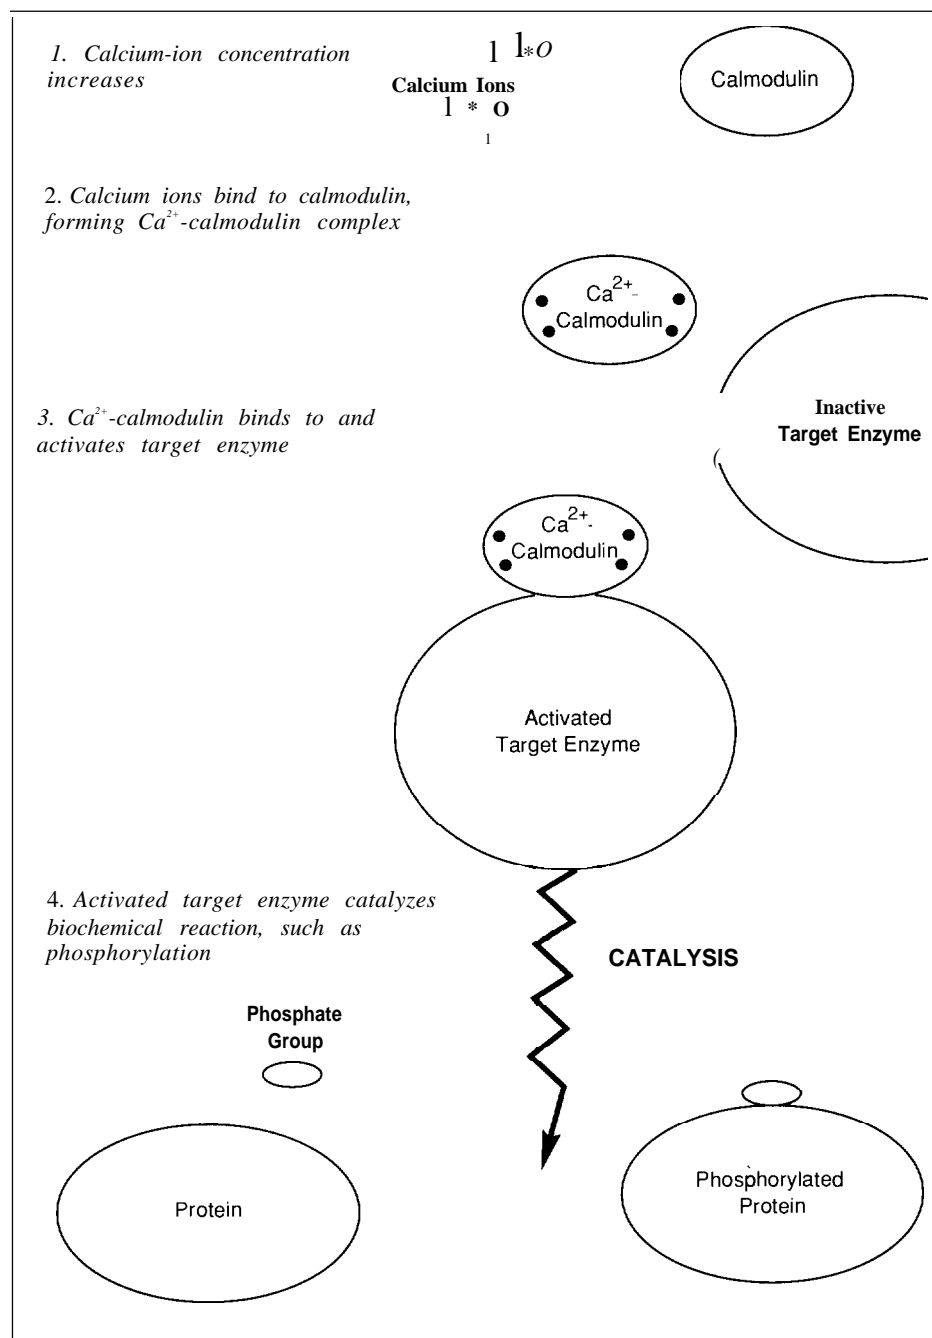 1. Calcium-ion concentration
increases
l l*O
Calcium Ions
l * O
l
Calmodulin
2. Calcium ions bind to calmodulin,
forming Ca²⁺-calmodulin complex
Ca²⁺-
Calmodulin
Inactive
Target Enzyme
3. Ca²⁺-calmodulin binds to and
activates target enzyme
Ca²⁺-
Calmodulin
Activated
Target Enzyme
4. Activated target enzyme catalyzes
biochemical reaction, such as
phosphorylation
CATALYSIS
Phosphate
Group
Protein
Phosphorylated
Protein